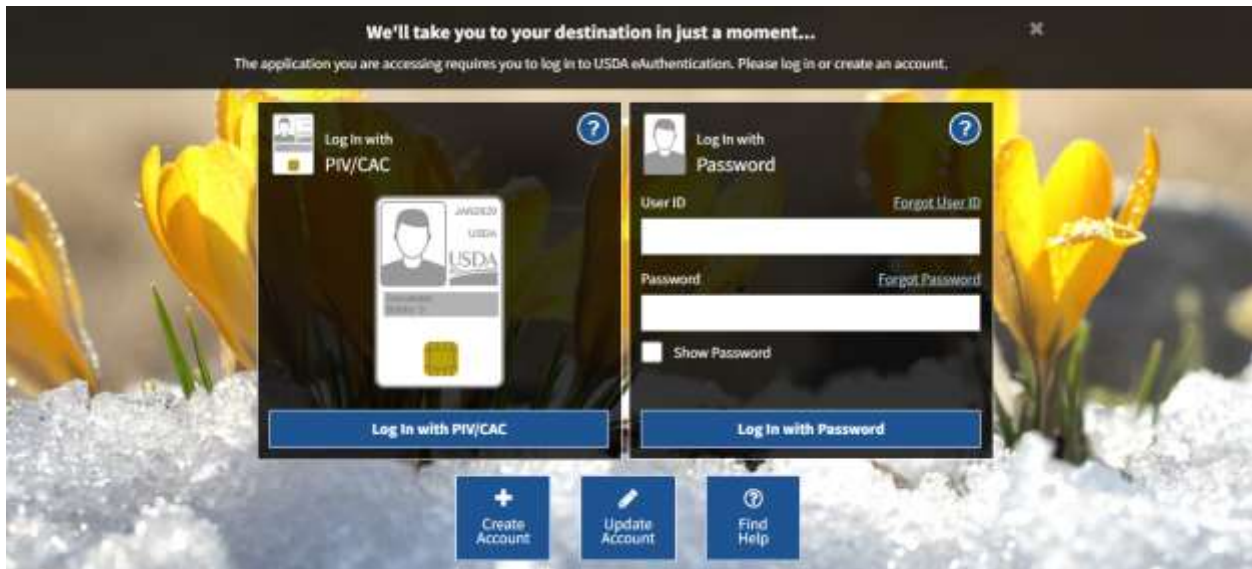 We'll take you to your destination in just a moment...
The application you are accessing requires you to log in to USDA eAuthentication. Please log in or create an account.
Log In with
PIV/CAC
JAN2020
USDA
USDA
Log In with PIV/CAC
Log In with
Password
User ID
Forgot User ID
Password
Forgot Password
Show Password
Log In with Password
Create
Account
Update
Account
Find
Help